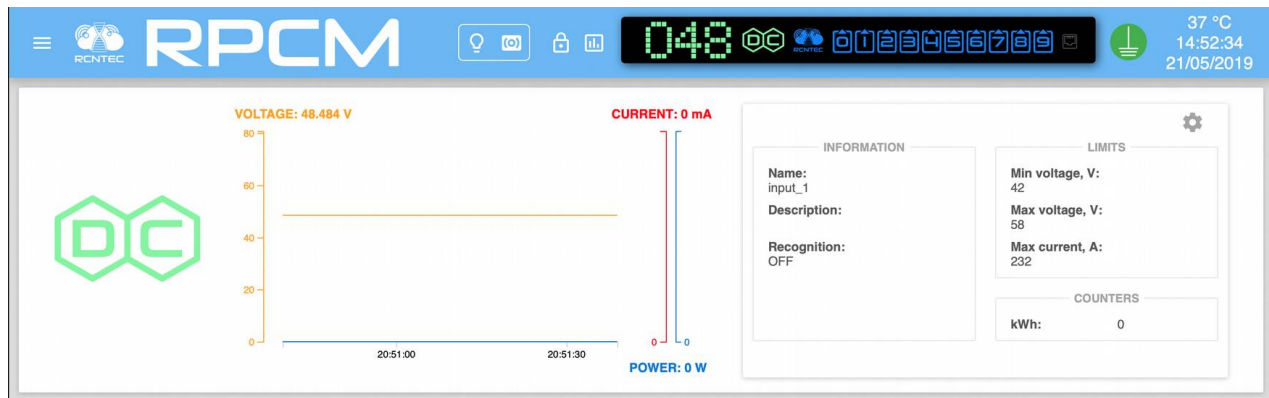 RCNTEC
RPCM
048
DC
RCNTEC
0 1 2 3 4 5 6 7 8 9
37 °C
14:52:34
21/05/2019
DC
VOLTAGE: 48.484 V
CURRENT: 0 mA
80
60
40
20
0
20:51:00
20:51:30
0
0
POWER: 0 W
INFORMATION
Name:
input_1
Description:
Recognition:
OFF
LIMITS
Min voltage, V:
42
Max voltage, V:
58
Max current, A:
232
COUNTERS
kWh: 0